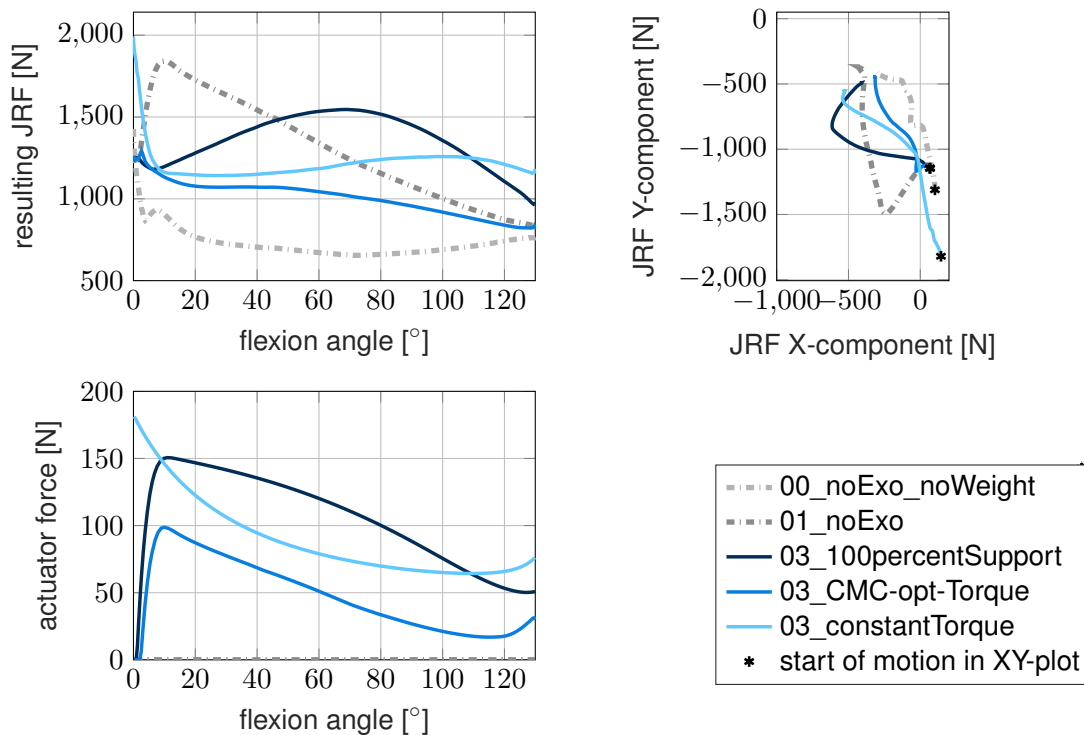 2,000
1,500
1,000
500
resulting JRF [N]
0 20 40 60 80 100 120
flexion angle [°]
0
−500
−1,000
−1,500
−2,000
JRF Y-component [N]
−1,000 −500 0
JRF X-component [N]
200
150
100
50
0
actuator force [N]
0 20 40 60 80 100 120
flexion angle [°]
00_noExo_noWeight
01_noExo
03_100percentSupport
03_CMC-opt-Torque
03_constantTorque
start of motion in XY-plot